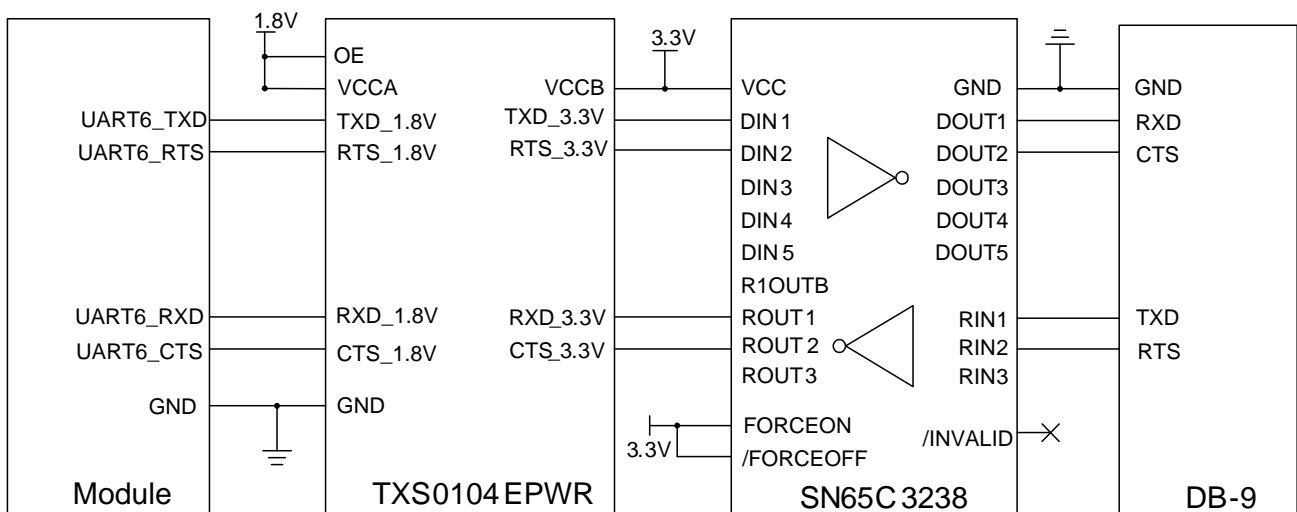 1.8V
OE
VCCA
UART6_TXD
TXD_1.8V
UART6_RTS
RTS_1.8V
UART6_RXD
RXD_1.8V
UART6_CTS
CTS_1.8V
GND
GND
Module
VCCB
TXD_3.3V
RTS_3.3V
RXD_3.3V
CTS_3.3V
TXS0104EPWR
3.3V
VCC
DIN1
DIN2
DIN3
DIN4
DIN5
R1OUTB
ROUT1
ROUT2
ROUT3
FORCEON
3.3V
/FORCEOFF
GND
DOUT1
DOUT2
DOUT3
DOUT4
DOUT5
RIN1
RIN2
RIN3
/INVALID
SN65C3238
GND
RXD
CTS
TXD
RTS
DB-9